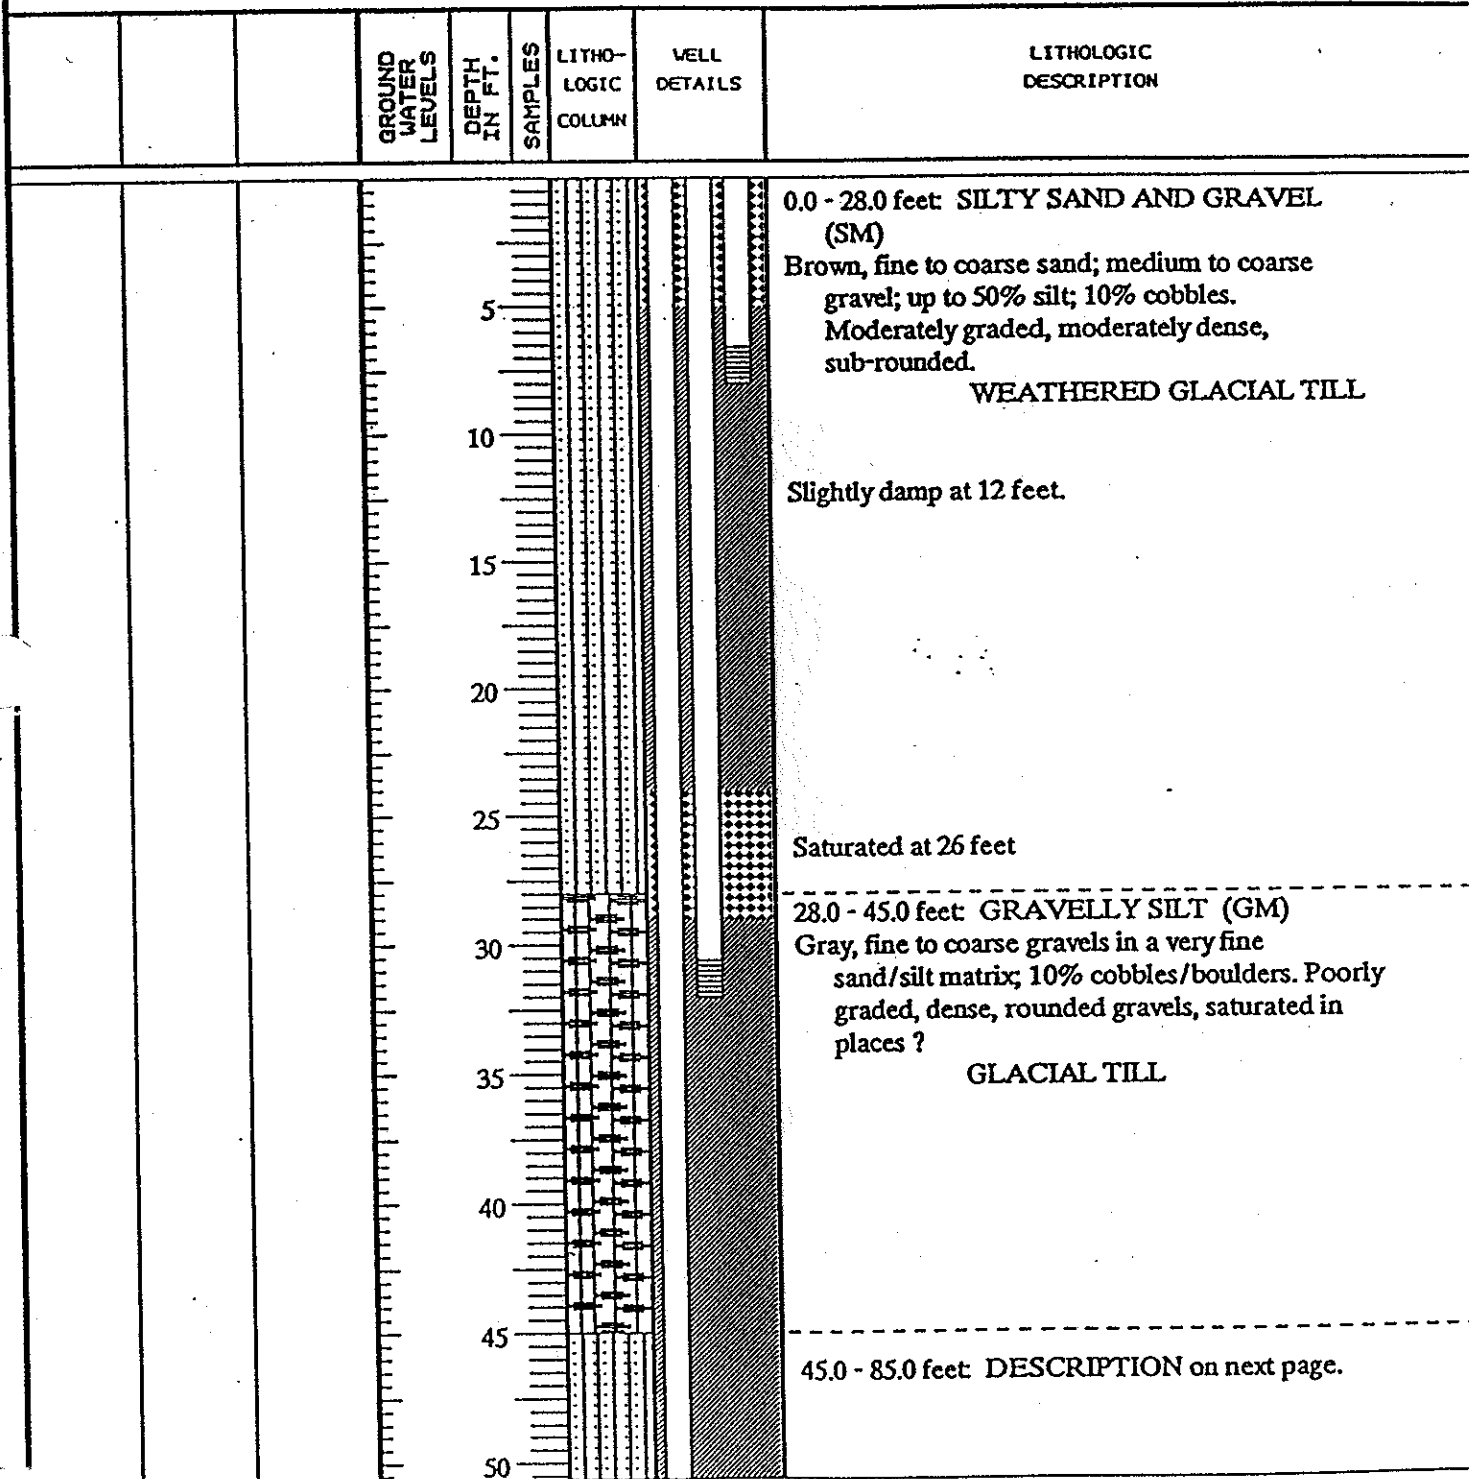 GROUND
WATER
LEVELS
DEPTH
IN FT.
SAMPLES
LITHO-
LOGIC
COLUMN
WELL
DETAILS
LITHOLOGIC
DESCRIPTION
0.0 - 28.0 feet: SILTY SAND AND GRAVEL
(SM)
Brown, fine to coarse sand; medium to coarse
gravel; up to 50% silt; 10% cobbles.
5
Moderately graded, moderately dense,
sub-rounded.
WEATHERED GLACIAL TILL
10
Slightly damp at 12 feet.
15
20
25
Saturated at 26 feet
28.0 - 45.0 feet: GRAVELLY SILT (GM)
30
Gray, fine to coarse gravels in a very fine
sand/silt matrix; 10% cobbles/boulders. Poorly
graded, dense, rounded gravels, saturated in
places ?
35
GLACIAL TILL
40
45
45.0 - 85.0 feet: DESCRIPTION on next page.
50